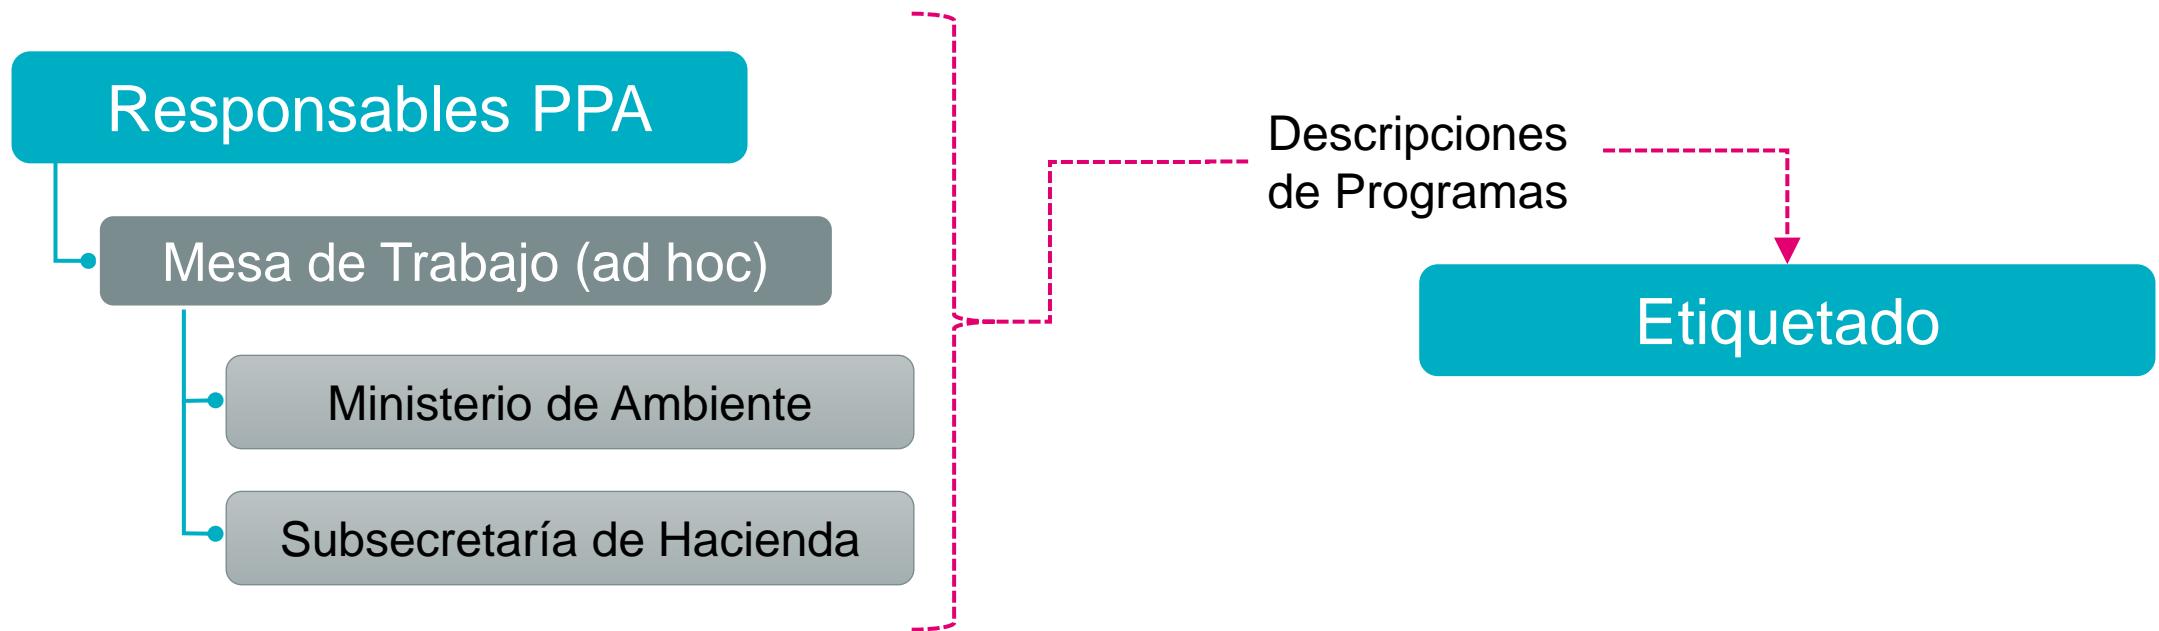 Responsables PPA
Mesa de Trabajo (ad hoc)
Ministerio de Ambiente
Subsecretaría de Hacienda
Descripciones
de Programas
Etiquetado